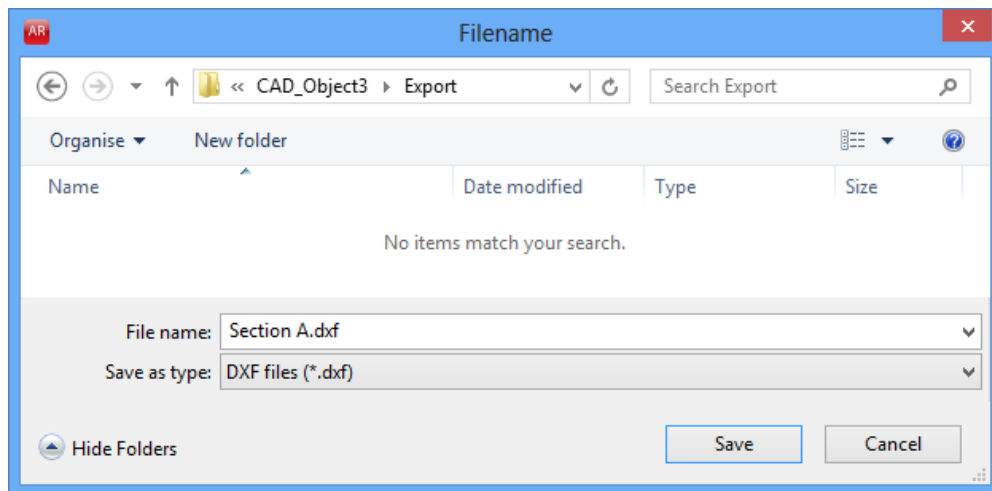 AR Filename
« CAD_Object3 Export Search Export
Organise New folder
Name Date modified Type Size
No items match your search.
File name: Section A.dxf
Save as type: DXF files (*.dxf)
Hide Folders Save Cancel